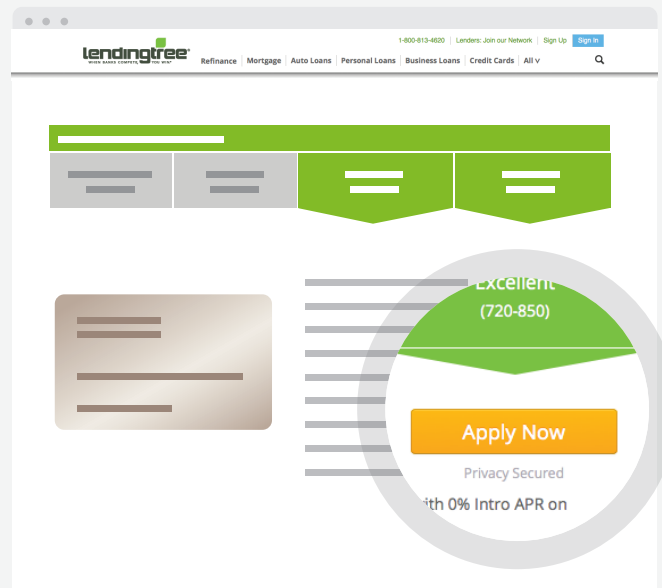 1-800-813-4620 Lenders: Join our Network Sign Up Sign In
lendingtree
WHEN BANKS COMPETE, YOU WIN
Refinance Mortgage Auto Loans Personal Loans Business Loans Credit Cards All v
Excellent
(720-850)
Apply Now
Privacy Secured
ith 0% Intro APR on